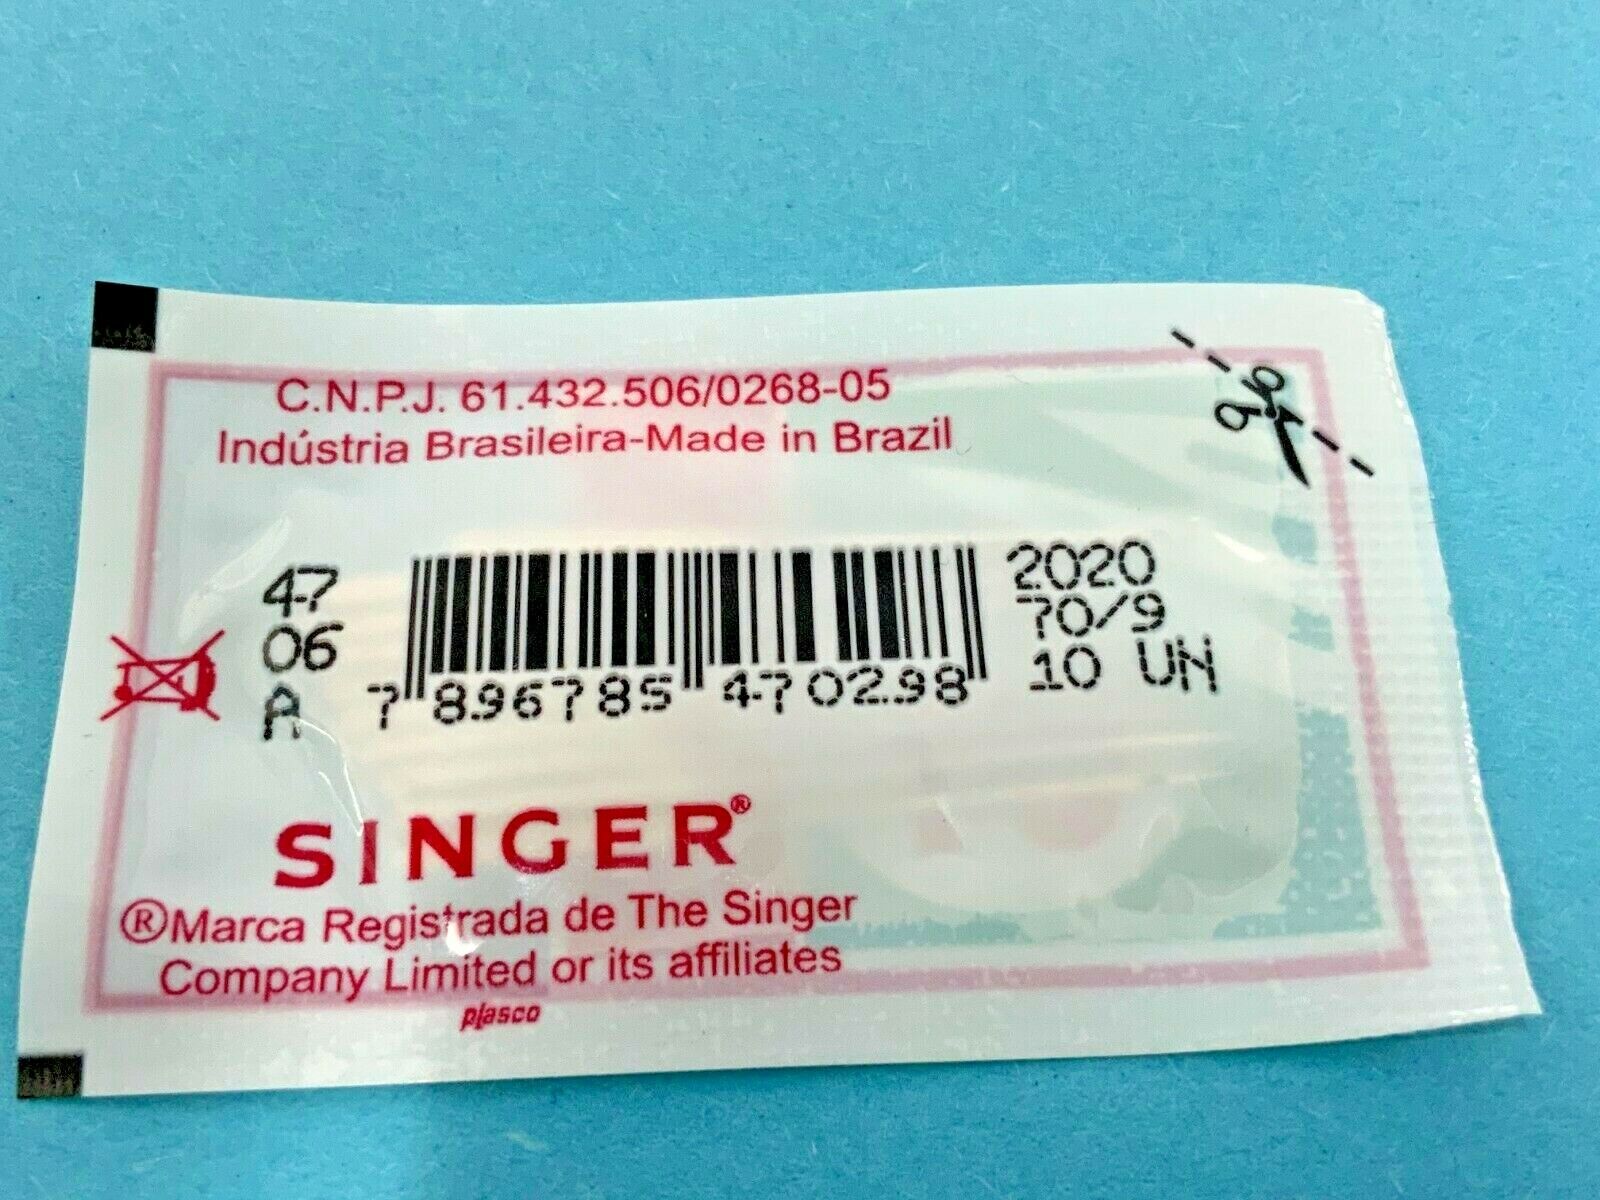 C.N.P.J. 61.432.506/0268-05
Indústria Brasileira-Made in Brazil
47
06
A
7 896785 470298
2020
70/9
10 UN
SINGER®
®Marca Registrada de The Singer
Company Limited or its affiliates
plasco